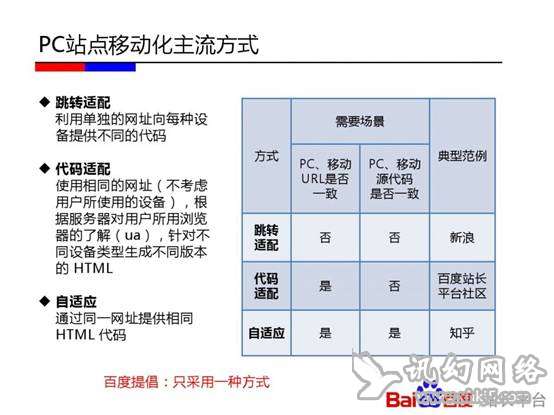 PC站点移动化主流方式
跳转适配
利用单独的网址向每种设
备提供不同的代码
代码适配
使用相同的网址（不考虑
用户所使用的设备），根
据服务器对用户所用浏览
器的了解（ua），针对不
同设备类型生成不同版本
的 HTML
自适应
通过同一网址提供相同
HTML 代码
方式
需要场景
典型范例
PC、移动
URL是否
一致
PC、移动
源代码
是否一致
跳转
适配
否
否
新浪
代码
适配
是
否
百度站长
平台社区
自适应
是
是
知乎
百度提倡：只采用一种方式
讯幻网络
Bai
平台